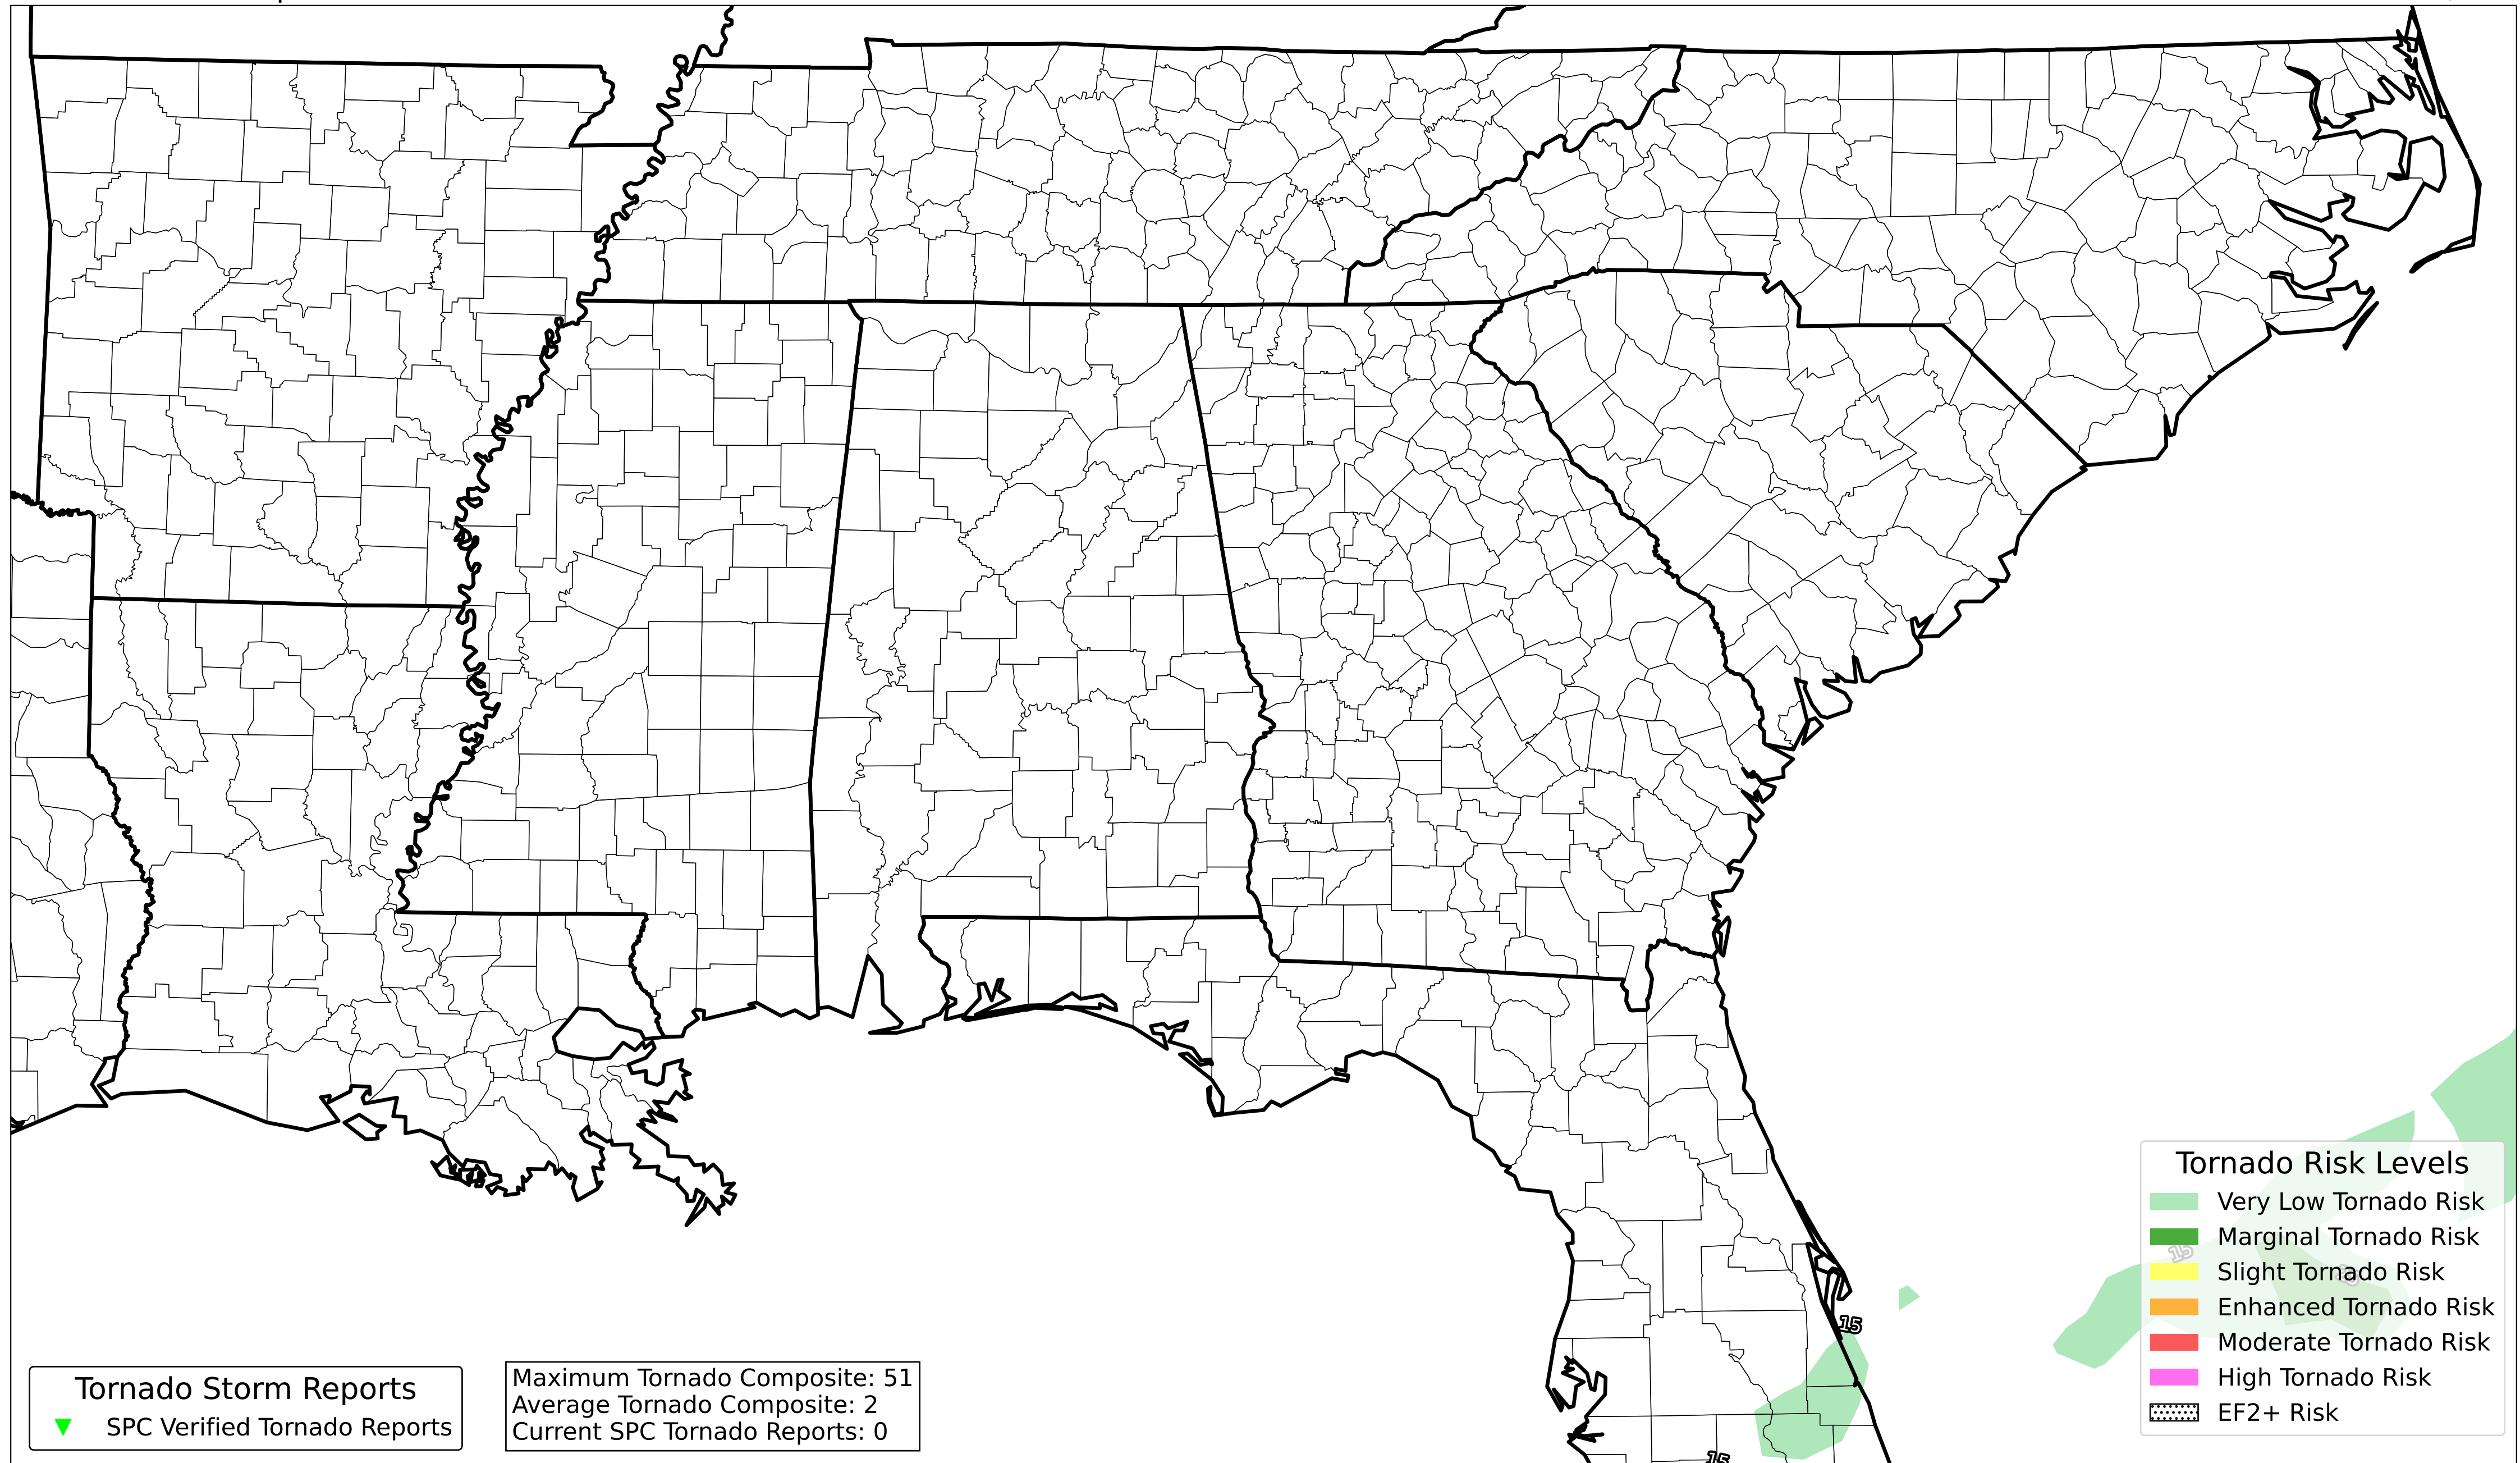 Tornado Risk Levels
Very Low Tornado Risk
Marginal Tornado Risk
Slight Tornado Risk
Enhanced Tornado Risk
Moderate Tornado Risk
High Tornado Risk
EF2+ Risk
15
15
15
Tornado Storm Reports
SPC Verified Tornado Reports
Maximum Tornado Composite: 51
Average Tornado Composite: 2
Current SPC Tornado Reports: 0